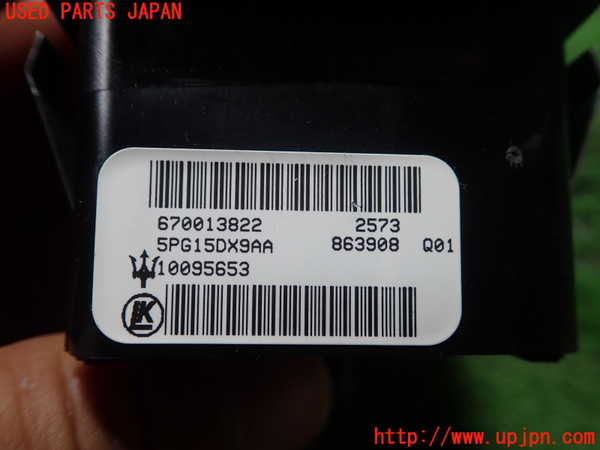 USED PARTS JAPAN
670013822 2573
5PG15DX9AA 863908 Q01
10095653
K
http://www.upjpn.com/